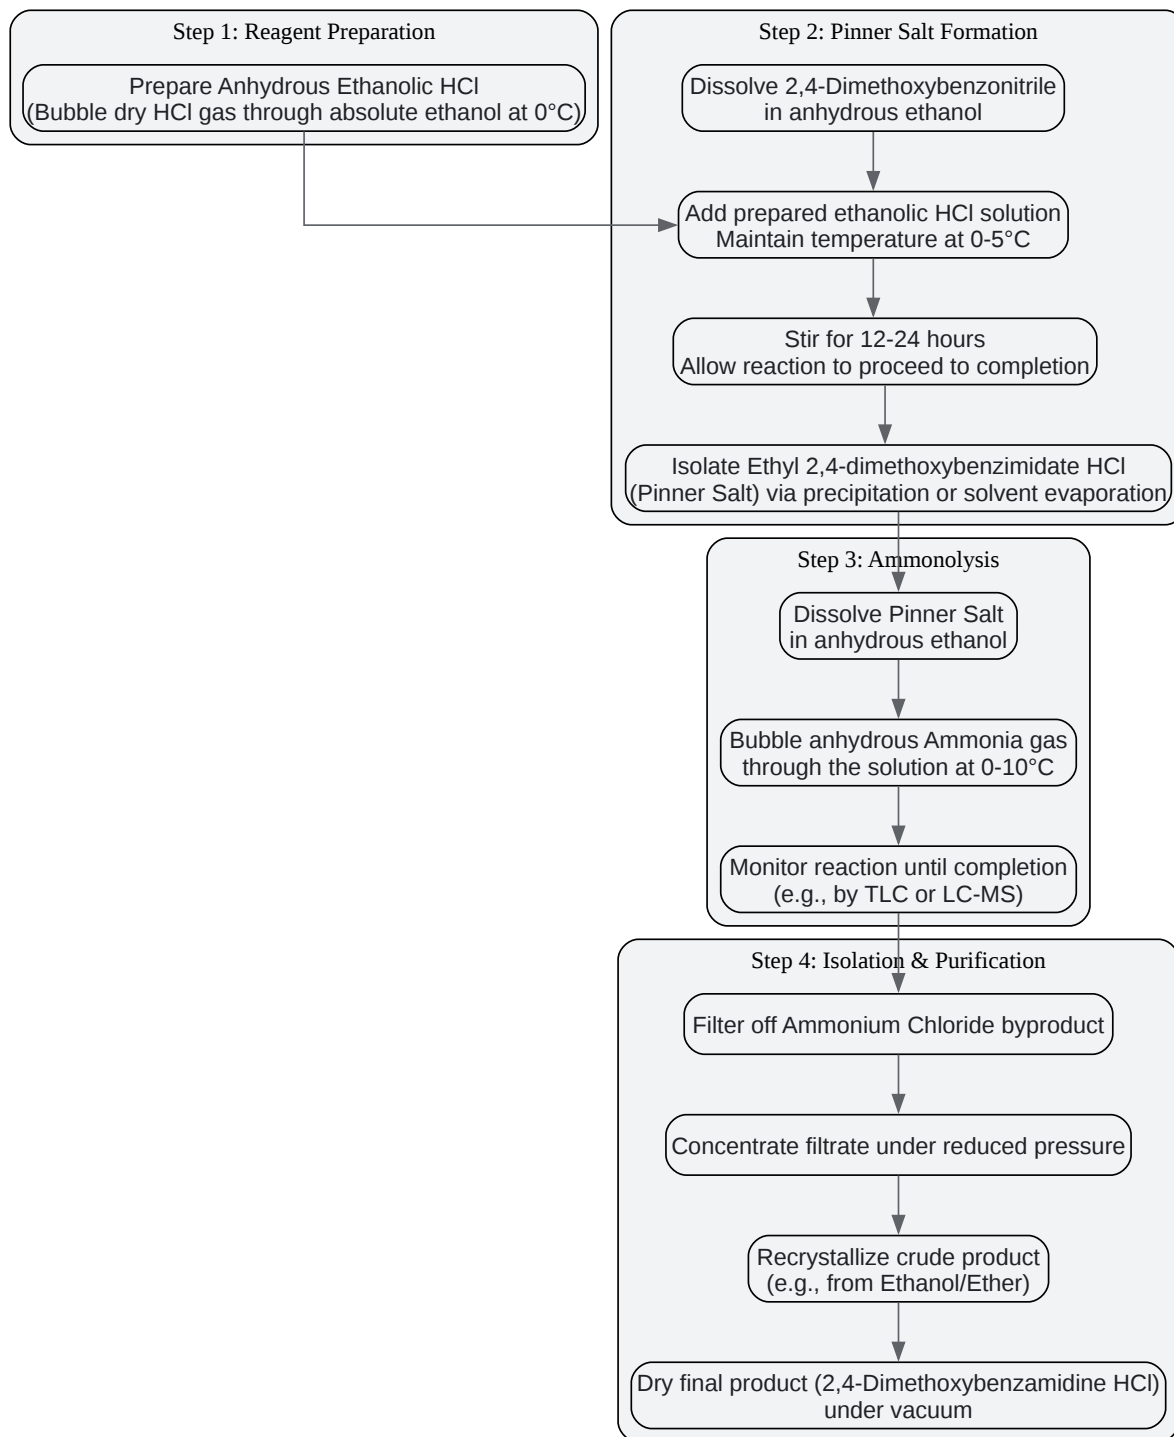 Step 1: Reagent Preparation
Prepare Anhydrous Ethanolic HCl
(Bubble dry HCl gas through absolute ethanol at 0°C)
Step 2: Pinner Salt Formation
Dissolve 2,4-Dimethoxybenzonitrile
in anhydrous ethanol
Add prepared ethanolic HCl solution
Maintain temperature at 0-5°C
Stir for 12-24 hours
Allow reaction to proceed to completion
Isolate Ethyl 2,4-dimethoxybenzimidate HCl
(Pinner Salt) via precipitation or solvent evaporation
Step 3: Ammonolysis
Dissolve Pinner Salt
in anhydrous ethanol
Bubble anhydrous Ammonia gas
through the solution at 0-10°C
Monitor reaction until completion
(e.g., by TLC or LC-MS)
Step 4: Isolation & Purification
Filter off Ammonium Chloride byproduct
Concentrate filtrate under reduced pressure
Recrystallize crude product
(e.g., from Ethanol/Ether)
Dry final product (2,4-Dimethoxybenzamidine HCl)
under vacuum